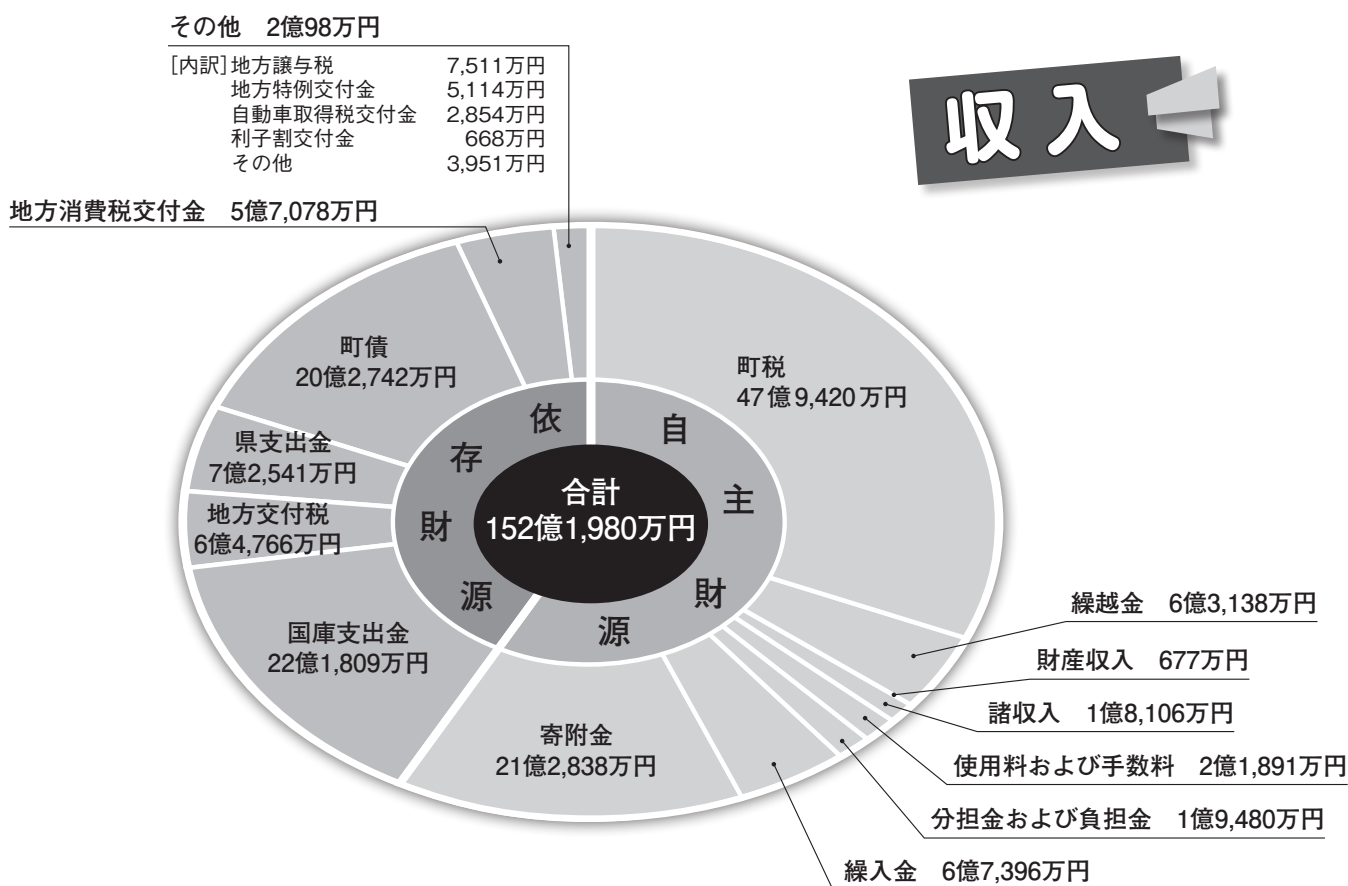 収入
その他 2億98万円
[内訳]地方譲与税 7,511万円
地方特例交付金 5,114万円
自動車取得税交付金 2,854万円
利子割交付金 668万円
その他 3,951万円
地方消費税交付金 5億7,078万円
町債
20億2,742万円
県支出金
7億2,541万円
地方交付税
6億4,766万円
国庫支出金
22億1,809万円
依存財源
合計
152億1,980万円
自主財源
町税
47億9,420万円
繰越金 6億3,138万円
財産収入 677万円
諸収入 1億8,106万円
使用料および手数料 2億1,891万円
分担金および負担金 1億9,480万円
繰入金 6億7,396万円
寄附金
21億2,838万円